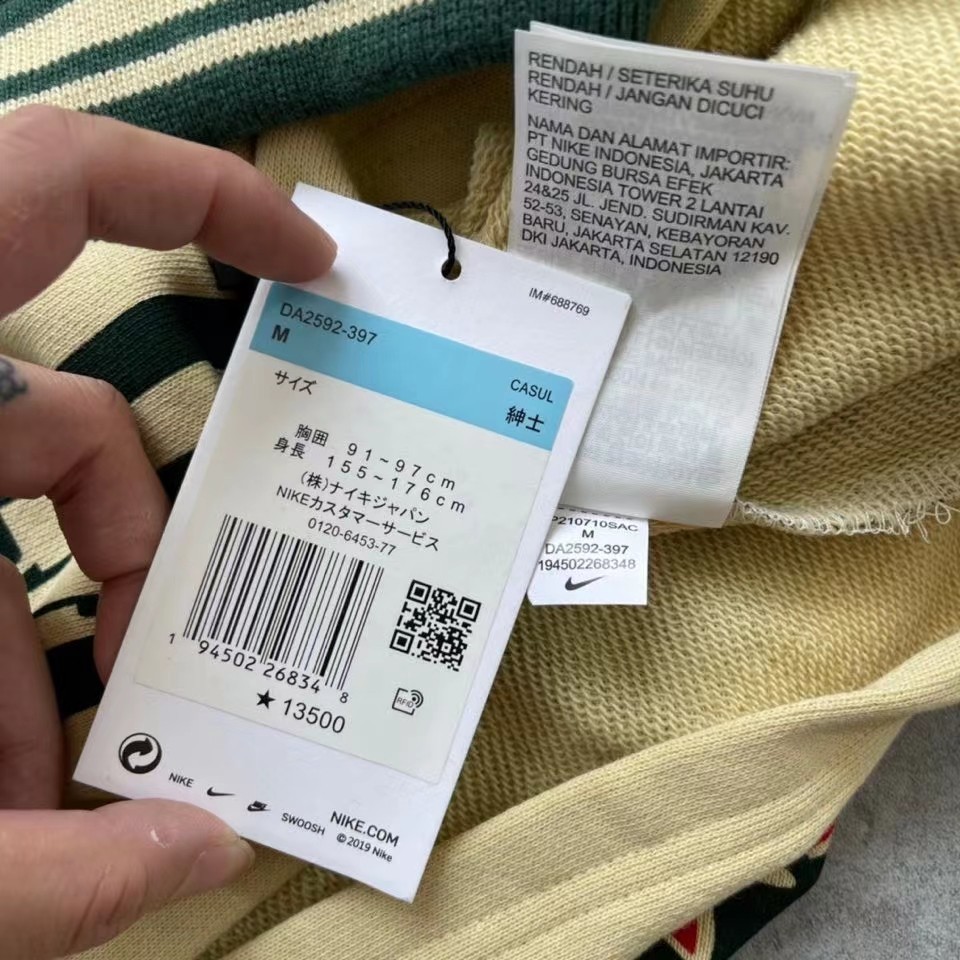 RENDAH / SETERIKA SUHU
RENDAH / JANGAN DICUCI
KERING
NAMA DAN ALAMAT IMPORTIR:
PT NIKE INDONESIA, JAKARTA
GEDUNG BURSA EFEK
INDONESIA TOWER 2 LANTAI
24&25 JL. JEND. SUDIRMAN KAV.
52-53, SENAYAN, KEBAYORAN
BARU, JAKARTA SELATAN 12190
DKI JAKARTA, INDONESIA
IM#688769
DA2592-397
M
CASUL
サイズ
紳士
胸囲 91-97cm
身長 155-176cm
(株)ナイキジャパン
NIKEカスタマーサービス
0120-6453-77
1 94502 26834 8
★ 13500
RFID
NIKE
SWOOSH
NIKE.COM
©2019 Nike
P210710SAC
M
DA2592-397
194502268348